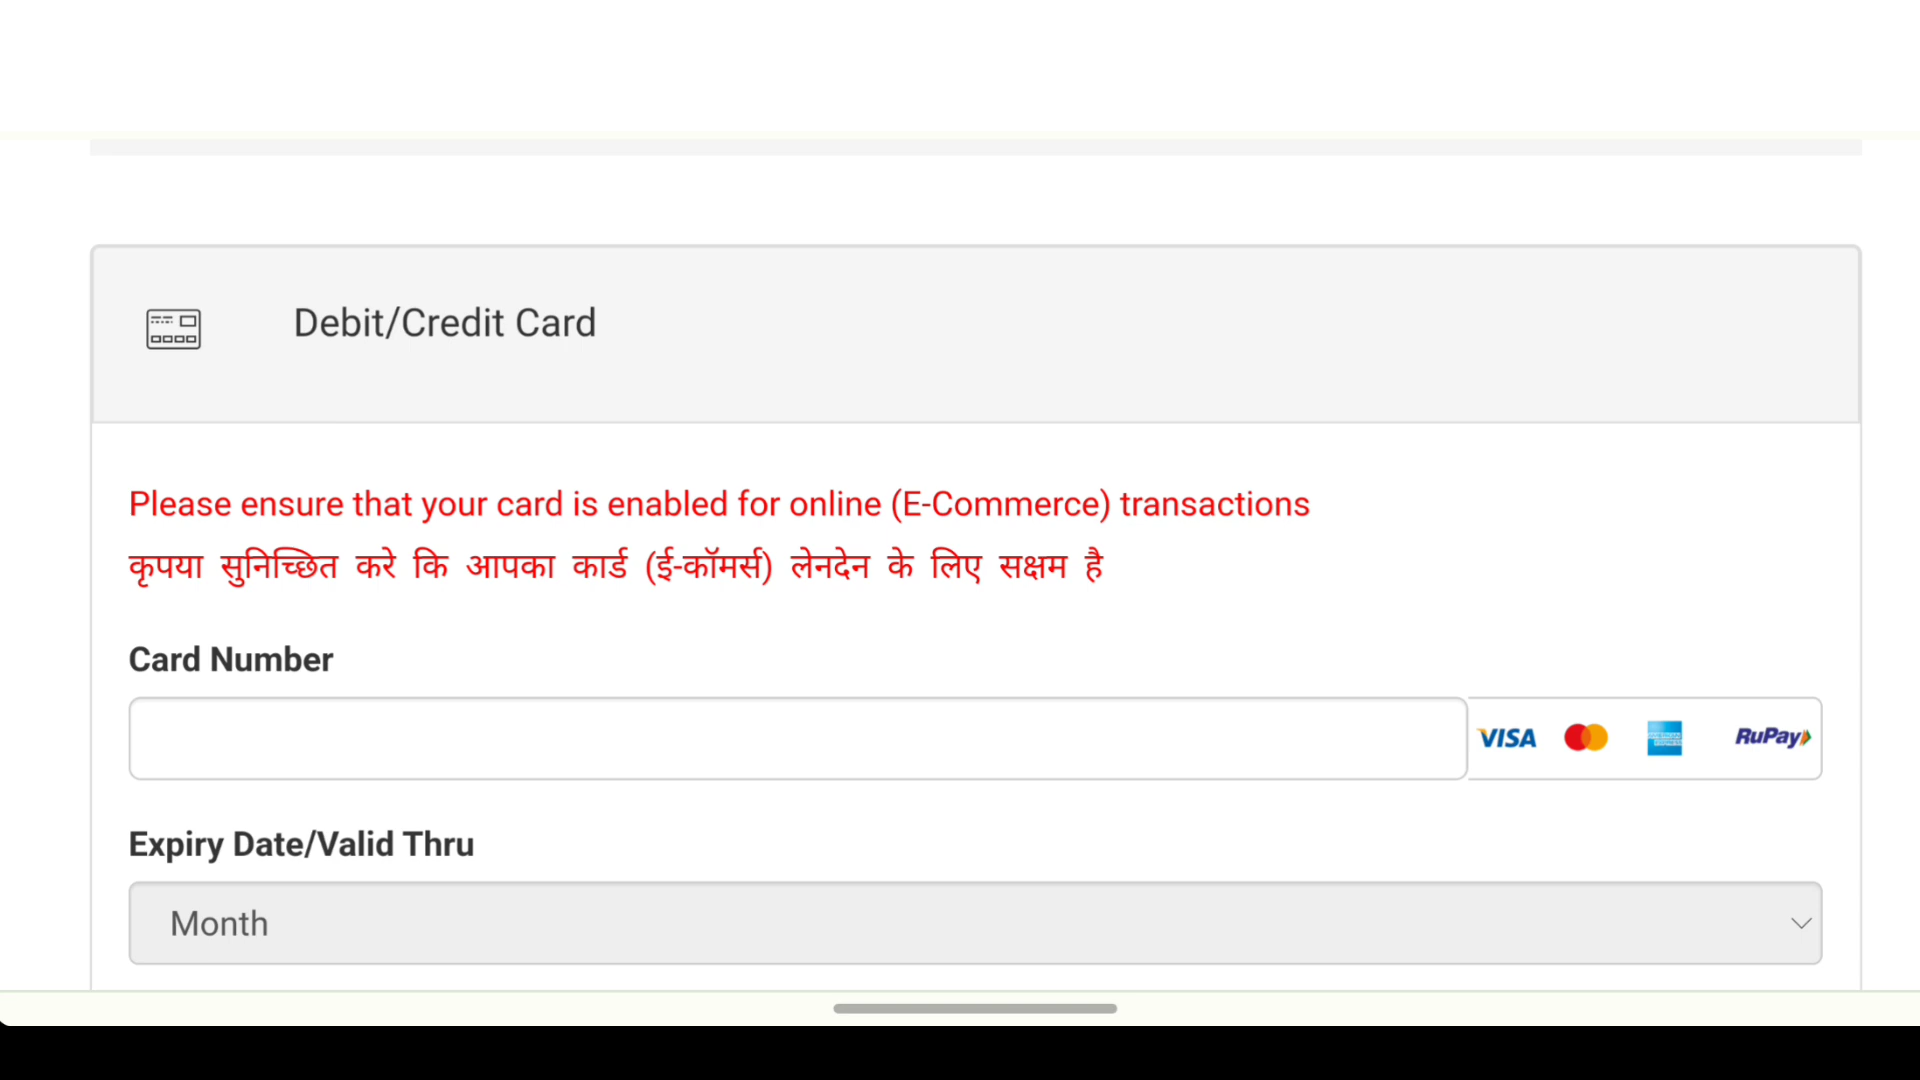 Debit/Credit Card
Please ensure that your card is enabled for online (E-Commerce) transactions
कृपया सुनिच्छित करे कि आपका कार्ड (ई-कॉमर्स) लेनदेन के लिए सक्षम है
Card Number
VISA RuPay
Expiry Date/Valid Thru
Month